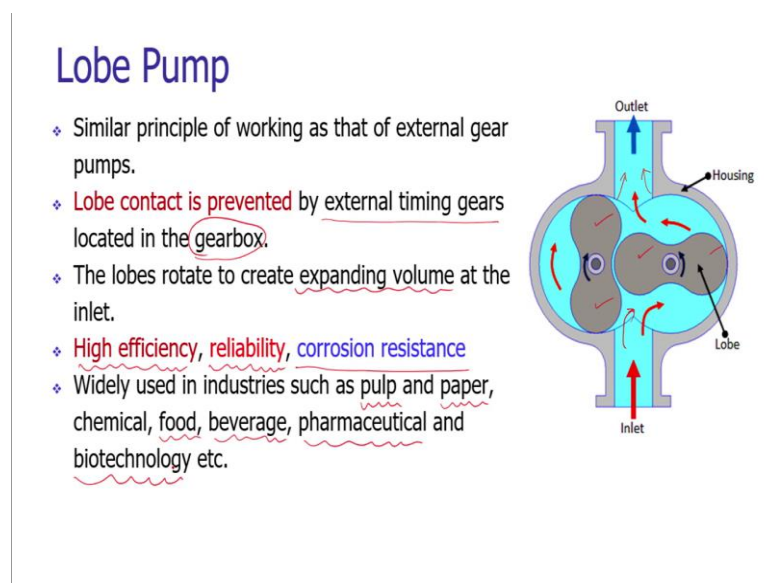 Lobe Pump
❖ Similar principle of working as that of external gear
pumps.
❖ Lobe contact is prevented by external timing gears
located in the gearbox.
❖ The lobes rotate to create expanding volume at the
inlet.
❖ High efficiency, reliability, corrosion resistance
❖ Widely used in industries such as pulp and paper,
chemical, food, beverage, pharmaceutical and
biotechnology etc.
Outlet
Housing
Lobe
Inlet